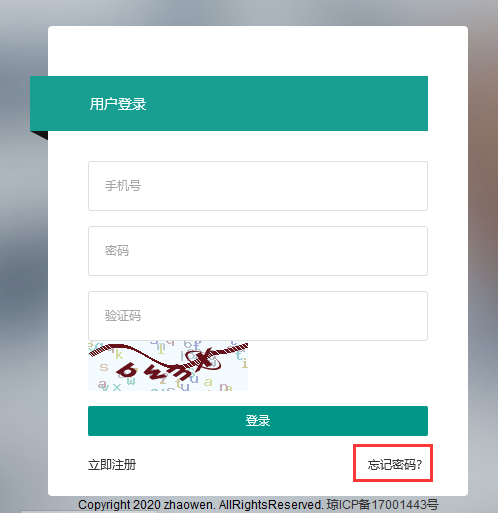 用户登录
手机号
密码
验证码
bwmx
登录
立即注册 忘记密码?
Copyright 2020 zhaowen. AllRightsReserved. 琼ICP备17001443号